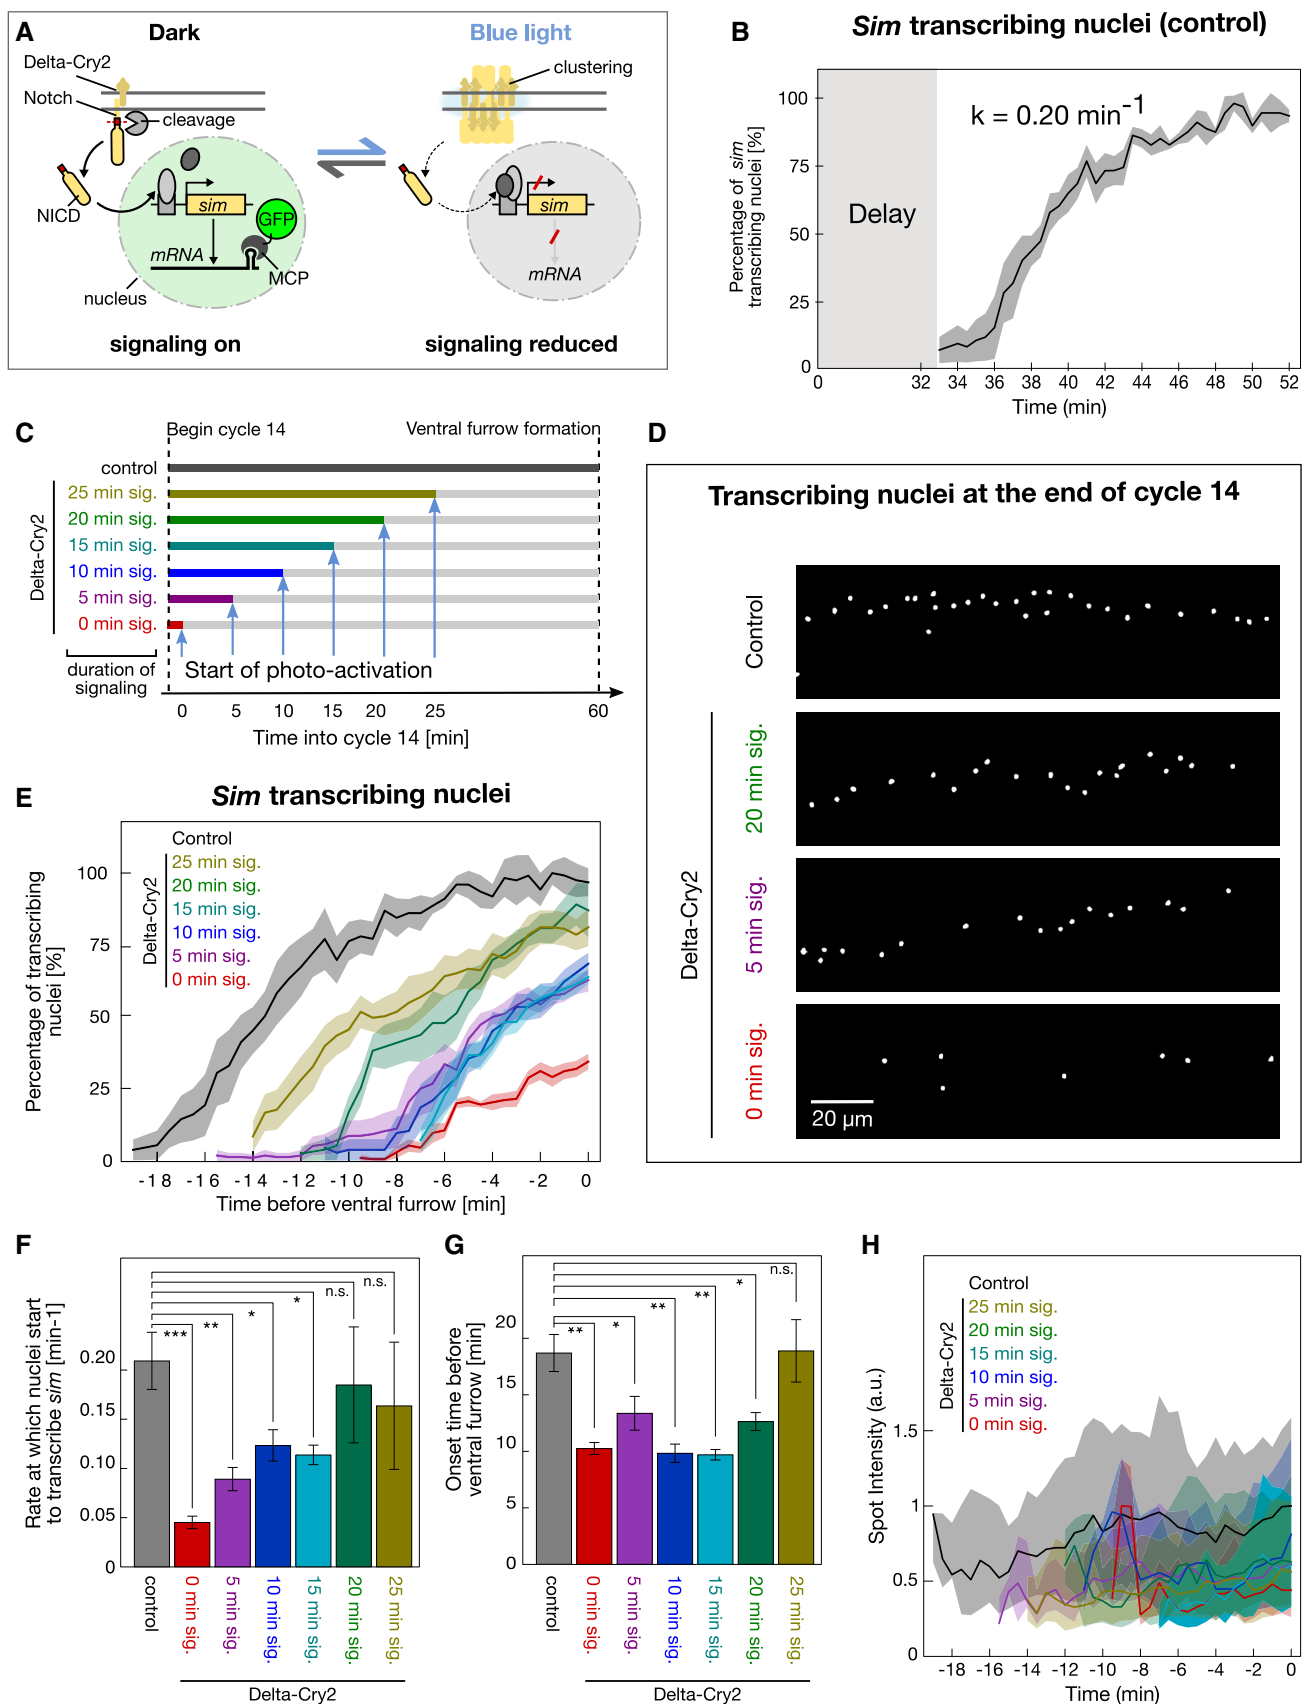 A
Dark
Blue light
Delta-Cry2
Notch
cleavage
clustering
NICD
sim
GFP
mRNA
MCP
nucleus
sim
mRNA
signaling on
signaling reduced
B
Sim transcribing nuclei (control)
Percentage of sim
transcribing nuclei [%]
100
75
50
25
0
Delay
k = 0.20 min-1
0
32
34
36
38
40
42
44
46
48
50
52
Time (min)
C
Begin cycle 14
Ventral furrow formation
control
Delta-Cry2
25 min sig.
20 min sig.
15 min sig.
10 min sig.
5 min sig.
0 min sig.
duration of
signaling
Start of photo-activation
0
5
10
15
20
25
60
Time into cycle 14 [min]
D
Transcribing nuclei at the end of cycle 14
Control
Delta-Cry2
20 min sig.
5 min sig.
0 min sig.
20 µm
E
Sim transcribing nuclei
Percentage of transcribing
nuclei [%]
100
75
50
25
0
Control
Delta-Cry2
25 min sig.
20 min sig.
15 min sig.
10 min sig.
5 min sig.
0 min sig.
-18
-16
-14
-12
-10
-8
-6
-4
-2
0
Time before ventral furrow [min]
F
Rate at which nuclei start
to transcribe sim [min-1]
0.20
0.15
0.10
0.05
0
***
**
*
*
n.s.
n.s.
control
0 min sig.
5 min sig.
10 min sig.
15 min sig.
20 min sig.
25 min sig.
Delta-Cry2
G
Onset time before
ventral furrow [min]
20
15
10
5
0
**
*
**
**
*
n.s.
control
0 min sig.
5 min sig.
10 min sig.
15 min sig.
20 min sig.
25 min sig.
Delta-Cry2
H
Control
Delta-Cry2
25 min sig.
20 min sig.
15 min sig.
10 min sig.
5 min sig.
0 min sig.
Spot Intensity (a.u.)
1.5
1
0.5
0
-18
-16
-14
-12
-10
-8
-6
-4
-2
0
Time (min)